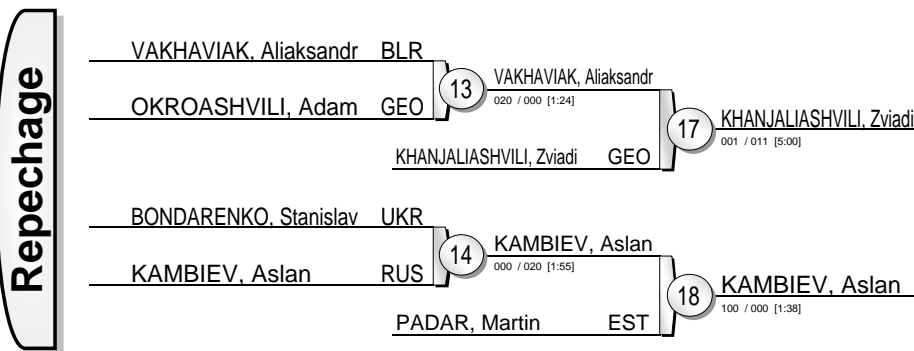 Repechage
VAKHAVIAK, Aliaksandr BLR
OKROASHVILI, Adam GEO
13
VAKHAVIAK, Aliaksandr
020 / 000 [1:24]
KHANJALIASHVILI, Zviadi GEO
17
KHANJALIASHVILI, Zviadi
001 / 011 [5:00]
BONDARENKO, Stanislav UKR
KAMBIEV, Aslan RUS
14
KAMBIEV, Aslan
000 / 020 [1:55]
PADAR, Martin EST
18
KAMBIEV, Aslan
100 / 000 [1:38]